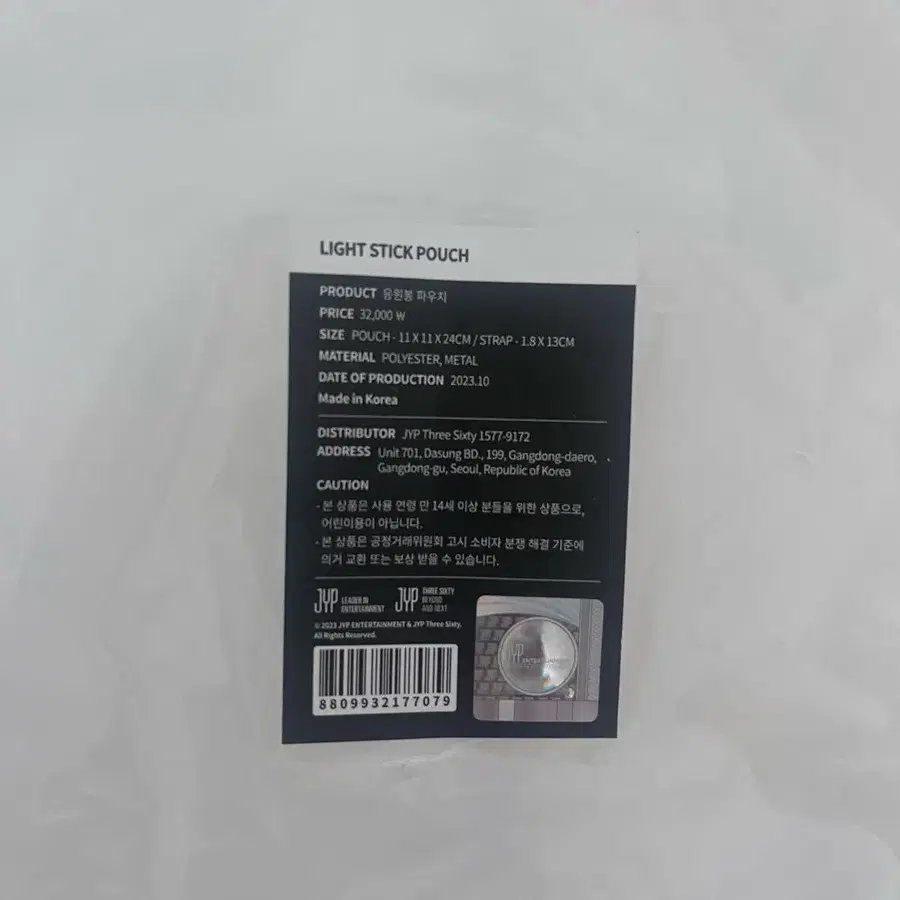 LIGHT STICK POUCH
PRODUCT 응원봉 파우치
PRICE 32,000 ₩
SIZE POUCH - 11 X 11 X 24CM / STRAP - 1.8 X 13CM
MATERIAL POLYESTER, METAL
DATE OF PRODUCTION 2023.10
Made in Korea
DISTRIBUTOR JYP Three Sixty 1577-9172
ADDRESS Unit 701, Dasung BD., 199, Gangdong-daero,
Gangdong-gu, Seoul, Republic of Korea
CAUTION
- 본 상품은 사용 연령 만 14세 이상 분들을 위한 상품으로,
어린이용이 아닙니다.
- 본 상품은 공정거래위원회 고시 소비자 분쟁 해결 기준에
의거 교환 또는 보상 받을 수 있습니다.
JYP LEADER IN ENTERTAINMENT JYP THREE SIXTY BEYOND AND NEXT
© 2023 JYP ENTERTAINMENT & JYP Three Sixty.
All Rights Reserved.
JYP ENTERTAINMENT
8809932177079